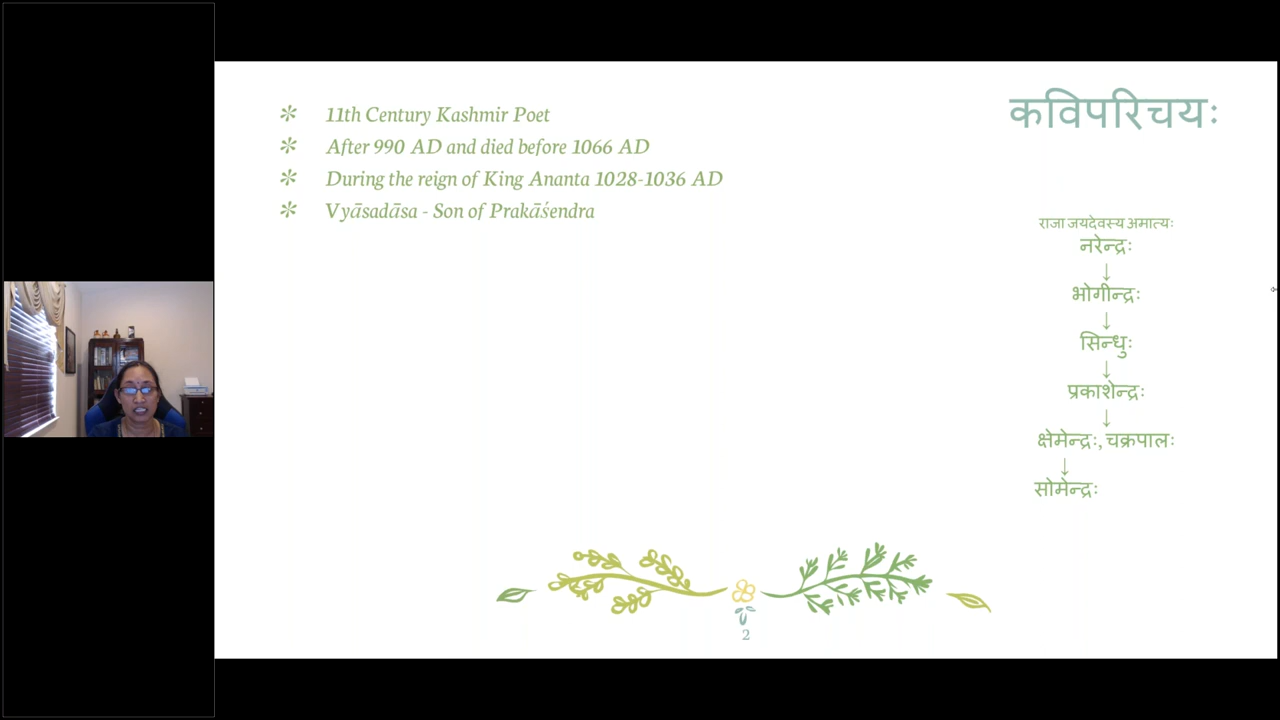 कविपरिचयः
11th Century Kashmir Poet
After 990 AD and died before 1066 AD
During the reign of King Ananta 1028-1036 AD
Vyāsadāsa - Son of Prakāśendra
राजा जयदेवस्य अमात्यः
नरेन्द्रः
↓
भोगीन्द्रः
↓
सिन्धुः
↓
प्रकाशेन्द्रः
↓
क्षेमेन्द्रः, चक्रपालः
↓
सोमेन्द्रः
2